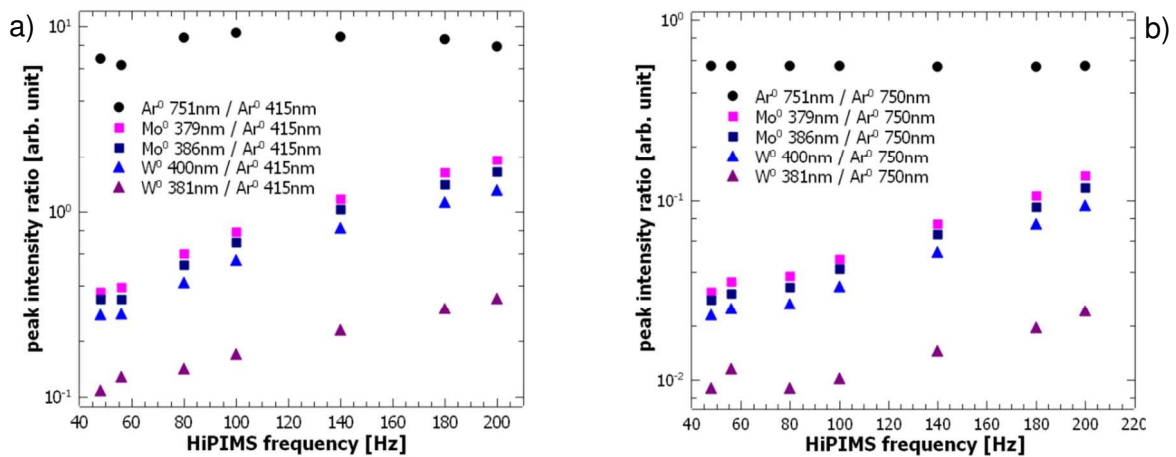 a)
10¹
10⁰
10⁻¹
peak intensity ratio [arb. unit]
Ar⁰ 751nm / Ar⁰ 415nm
Mo⁰ 379nm / Ar⁰ 415nm
Mo⁰ 386nm / Ar⁰ 415nm
W⁰ 400nm / Ar⁰ 415nm
W⁰ 381nm / Ar⁰ 415nm
40 60 80 100 120 140 160 180 200
HiPIMS frequency [Hz]
b)
10⁰
10⁻¹
10⁻²
peak intensity ratio [arb. unit]
Ar⁰ 751nm / Ar⁰ 750nm
Mo⁰ 379nm / Ar⁰ 750nm
Mo⁰ 386nm / Ar⁰ 750nm
W⁰ 400nm / Ar⁰ 750nm
W⁰ 381nm / Ar⁰ 750nm
40 60 80 100 120 140 160 180 200 220
HiPIMS frequency [Hz]